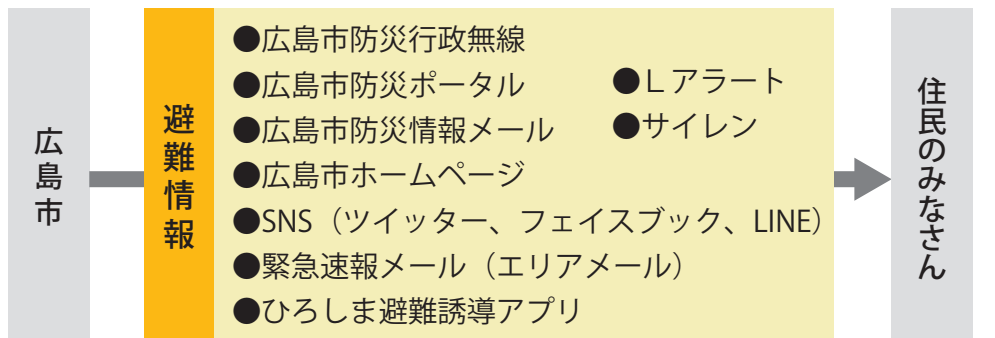 広島市
避難情報
●広島市防災行政無線
●広島市防災ポータル
●広島市防災情報メール
●広島市ホームページ
●SNS（ツイッター、フェイスブック、LINE）
●緊急速報メール（エリアメール）
●ひろしま避難誘導アプリ
●Ｌアラート
●サイレン
住民のみなさん